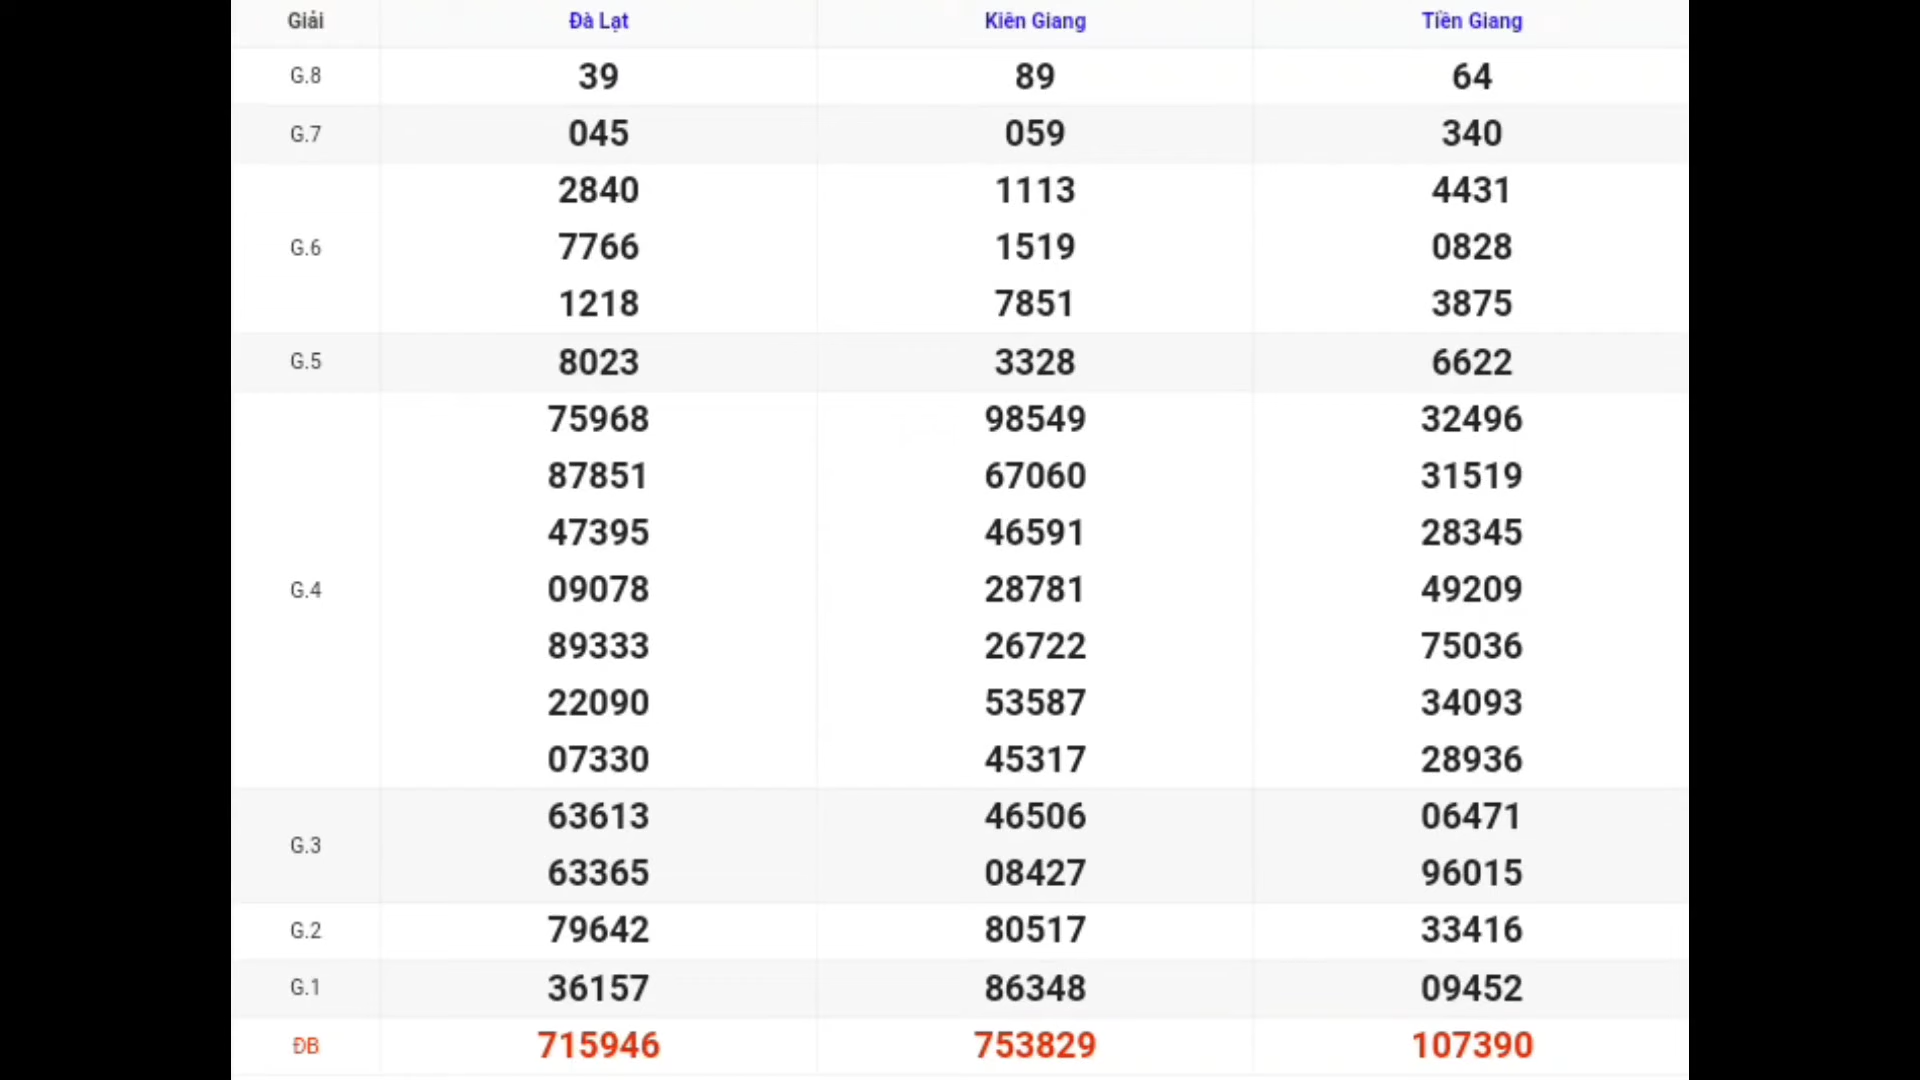 Giải Đà Lạt Kiên Giang Tiền Giang
G.8 39 89 64
G.7 045 059 340
2840 1113 4431
G.6 7766 1519 0828
1218 7851 3875
G.5 8023 3328 6622
75968 98549 32496
87851 67060 31519
47395 46591 28345
G.4 09078 28781 49209
89333 26722 75036
22090 53587 34093
07330 45317 28936
63613 46506 06471
G.3
63365 08427 96015
G.2 79642 80517 33416
G.1 36157 86348 09452
ĐB 715946 753829 107390